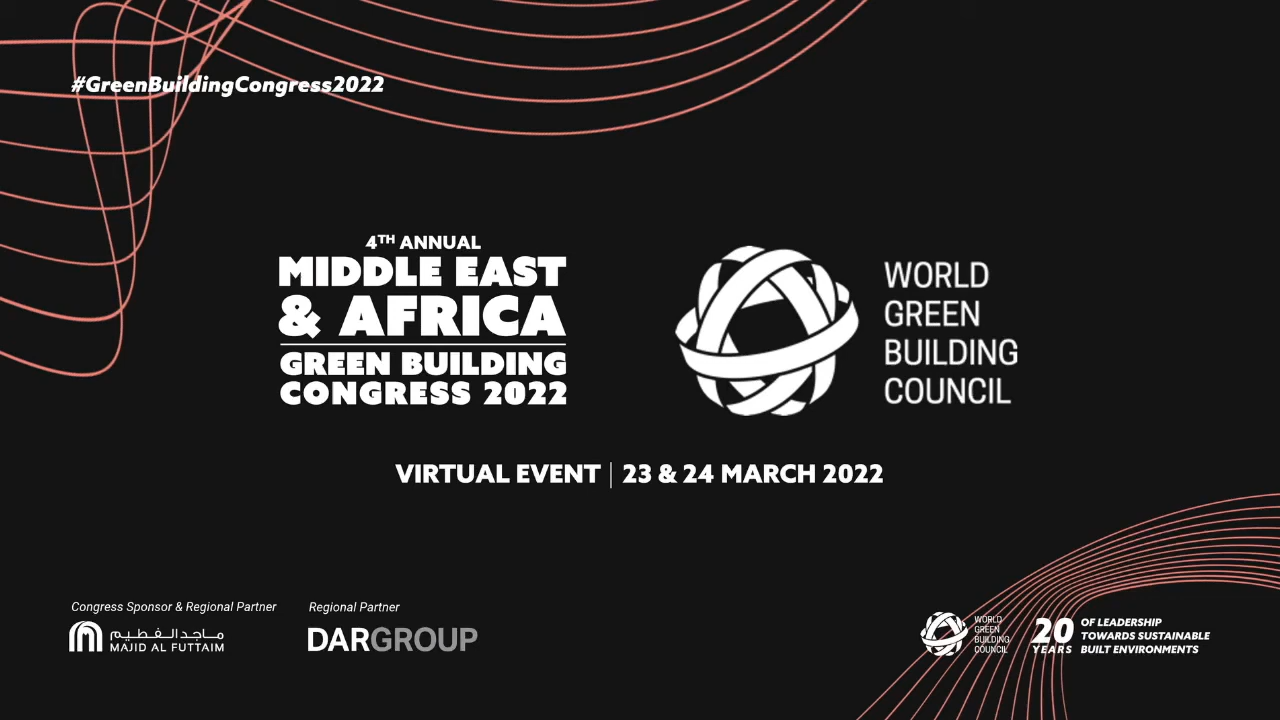 #GreenBuildingCongress2022
4TH ANNUAL
MIDDLE EAST
& AFRICA
GREEN BUILDING
CONGRESS 2022
WORLD
GREEN
BUILDING
COUNCIL
VIRTUAL EVENT | 23 & 24 MARCH 2022
Congress Sponsor & Regional Partner
ماجد الفطيم
MAJID AL FUTTAIM
Regional Partner
DARGROUP
WORLD
GREEN
BUILDING
COUNCIL
20
YEARS
OF LEADERSHIP
TOWARDS SUSTAINABLE
BUILT ENVIRONMENTS